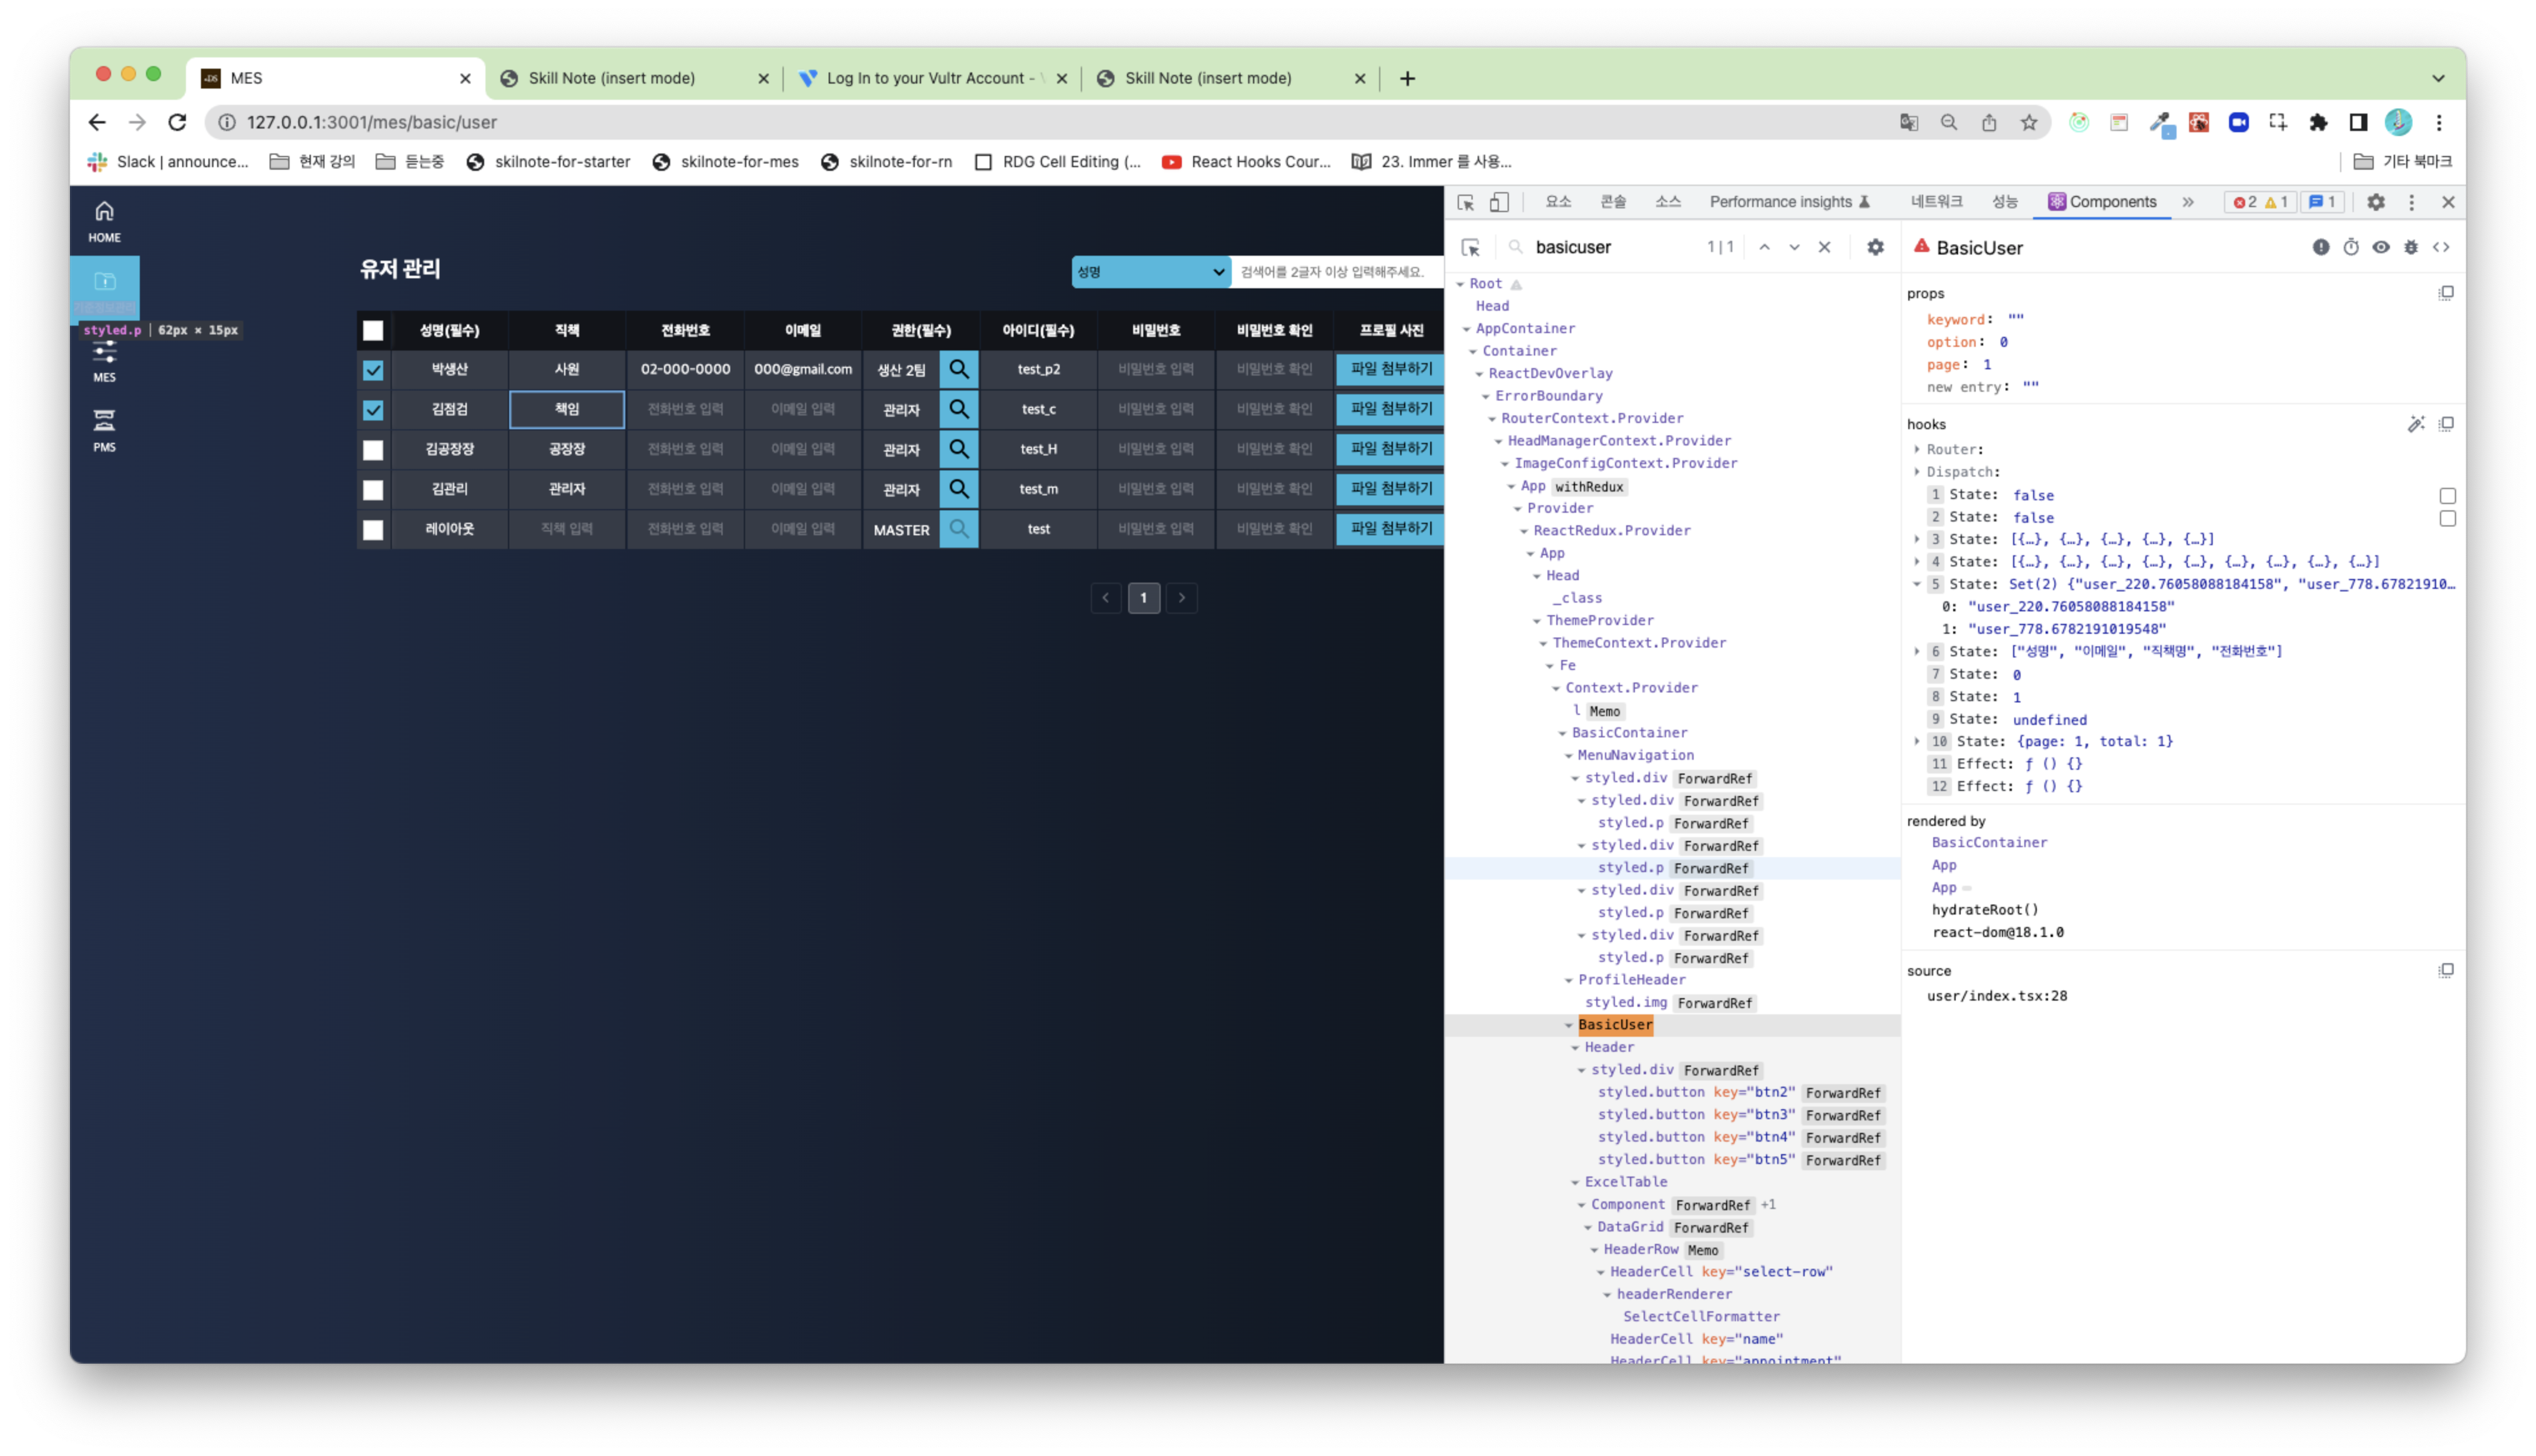 MES
Skill Note (insert mode)
Log In to your Vultr Account -
Skill Note (insert mode)
127.0.0.1:3001/mes/basic/user
Slack | announce...
현재 강의
듣는중
skilnote-for-starter
skilnote-for-mes
skilnote-for-rn
RDG Cell Editing (...
React Hooks Cour...
23. Immer 를 사용...
기타 북마크
HOME
styled.p | 62px × 15px
MES
PMS
유저 관리
성명
검색어를 2글자 이상 입력해주세요.
성명(필수) 직책 전화번호 이메일 권한(필수) 아이디(필수) 비밀번호 비밀번호 확인 프로필 사진
박생산 사원 02-000-0000 000@gmail.com 생산 2팀 test_p2 비밀번호 입력 비밀번호 확인 파일 첨부하기
김점검 책임 전화번호 입력 이메일 입력 관리자 test_c 비밀번호 입력 비밀번호 확인 파일 첨부하기
김공장장 공장장 전화번호 입력 이메일 입력 관리자 test_H 비밀번호 입력 비밀번호 확인 파일 첨부하기
김관리 관리자 전화번호 입력 이메일 입력 관리자 test_m 비밀번호 입력 비밀번호 확인 파일 첨부하기
레이아웃 직책 입력 전화번호 입력 이메일 입력 MASTER test 비밀번호 입력 비밀번호 확인 파일 첨부하기
1
요소 콘솔 소스 Performance insights 네트워크 성능 Components 2 1 1
basicuser 1|1
Root
Head
AppContainer
Container
ReactDevOverlay
ErrorBoundary
RouterContext.Provider
HeadManagerContext.Provider
ImageConfigContext.Provider
App withRedux
Provider
ReactRedux.Provider
App
Head
_class
ThemeProvider
ThemeContext.Provider
Fe
Context.Provider
l Memo
BasicContainer
MenuNavigation
styled.div ForwardRef
styled.div ForwardRef
styled.p ForwardRef
styled.div ForwardRef
styled.p ForwardRef
styled.div ForwardRef
styled.p ForwardRef
styled.div ForwardRef
styled.p ForwardRef
ProfileHeader
styled.img ForwardRef
BasicUser
Header
styled.div ForwardRef
styled.button key="btn2" ForwardRef
styled.button key="btn3" ForwardRef
styled.button key="btn4" ForwardRef
styled.button key="btn5" ForwardRef
ExcelTable
Component ForwardRef +1
DataGrid ForwardRef
HeaderRow Memo
HeaderCell key="select-row"
headerRenderer
SelectCellFormatter
HeaderCell key="name"
HeaderCell key="appointment"
BasicUser
props
keyword: ""
option: 0
page: 1
new entry: ""
hooks
Router:
Dispatch:
1 State: false
2 State: false
3 State: [{…}, {…}, {…}, {…}, {…}]
4 State: [{…}, {…}, {…}, {…}, {…}, {…}, {…}, {…}, {…}]
5 State: Set(2) {"user_220.76058088184158", "user_778.67821910…
0: "user_220.76058088184158"
1: "user_778.6782191019548"
6 State: ["성명", "이메일", "직책명", "전화번호"]
7 State: 0
8 State: 1
9 State: undefined
10 State: {page: 1, total: 1}
11 Effect: ƒ () {}
12 Effect: ƒ () {}
rendered by
BasicContainer
App
App
hydrateRoot()
react-dom@18.1.0
source
user/index.tsx:28